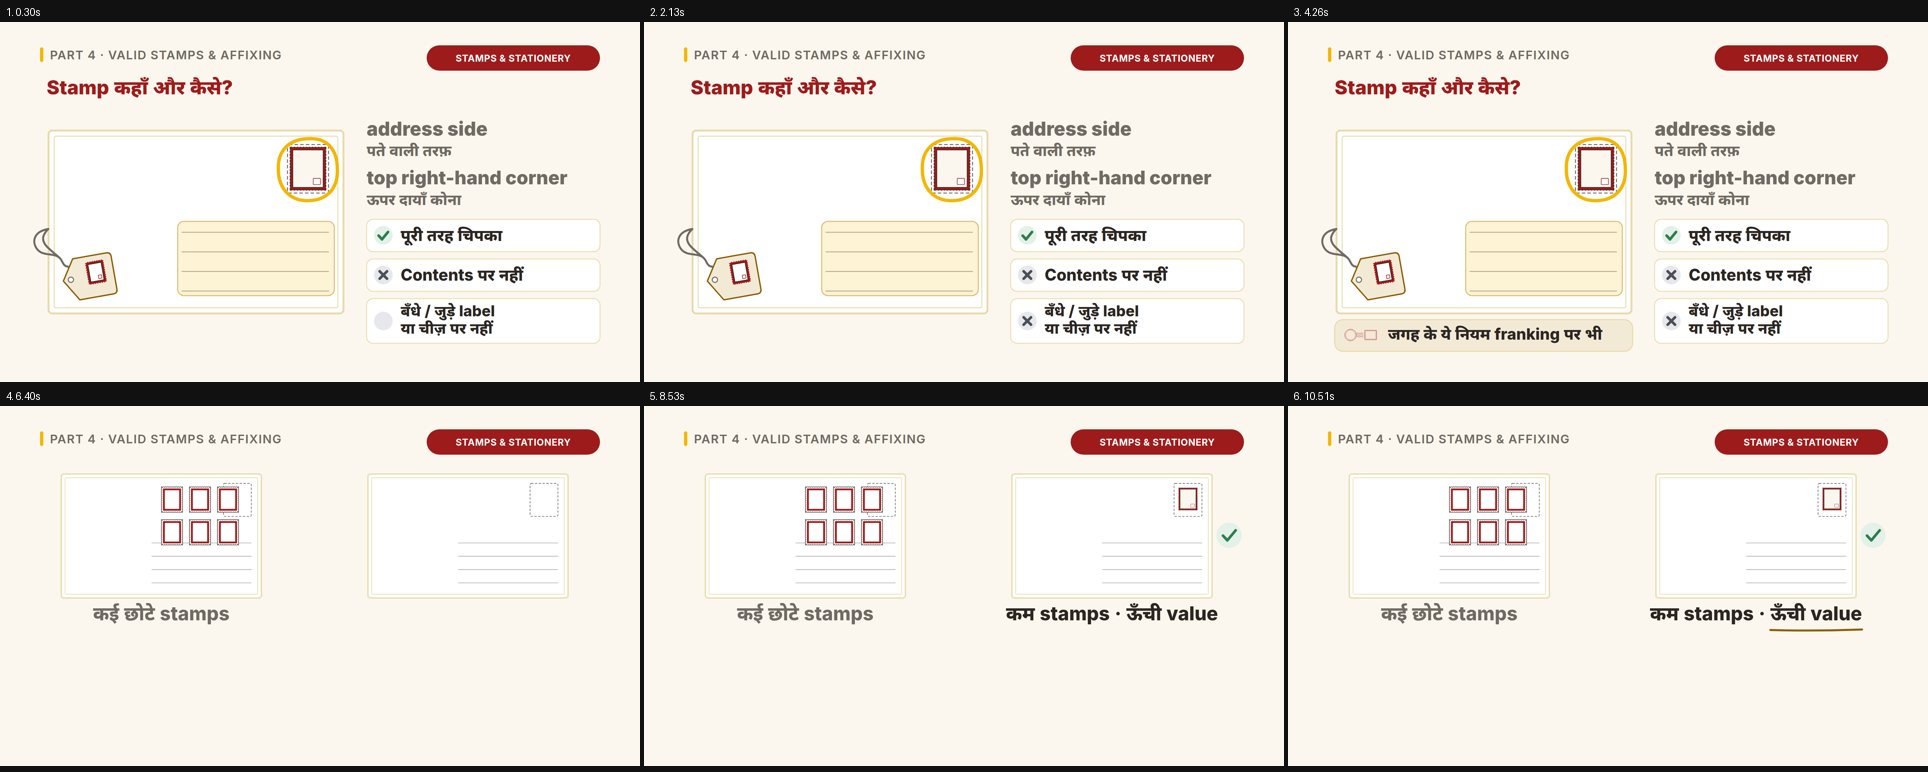 1. 0.30s
PART 4 · VALID STAMPS & AFFIXING
STAMPS & STATIONERY
Stamp कहाँ और कैसे?
address side
पते वाली तरफ़
top right-hand corner
ऊपर दायाँ कोना
पूरी तरह चिपका
Contents पर नहीं
बँधे / जुड़े label
या चीज़ पर नहीं
2. 2.13s
PART 4 · VALID STAMPS & AFFIXING
STAMPS & STATIONERY
Stamp कहाँ और कैसे?
address side
पते वाली तरफ़
top right-hand corner
ऊपर दायाँ कोना
पूरी तरह चिपका
Contents पर नहीं
बँधे / जुड़े label
या चीज़ पर नहीं
3. 4.26s
PART 4 · VALID STAMPS & AFFIXING
STAMPS & STATIONERY
Stamp कहाँ और कैसे?
address side
पते वाली तरफ़
top right-hand corner
ऊपर दायाँ कोना
पूरी तरह चिपका
Contents पर नहीं
बँधे / जुड़े label
या चीज़ पर नहीं
जगह के ये नियम franking पर भी
4. 6.40s
PART 4 · VALID STAMPS & AFFIXING
STAMPS & STATIONERY
कई छोटे stamps
5. 8.53s
PART 4 · VALID STAMPS & AFFIXING
STAMPS & STATIONERY
कई छोटे stamps
कम stamps · ऊँची value
6. 10.51s
PART 4 · VALID STAMPS & AFFIXING
STAMPS & STATIONERY
कई छोटे stamps
कम stamps · ऊँची value